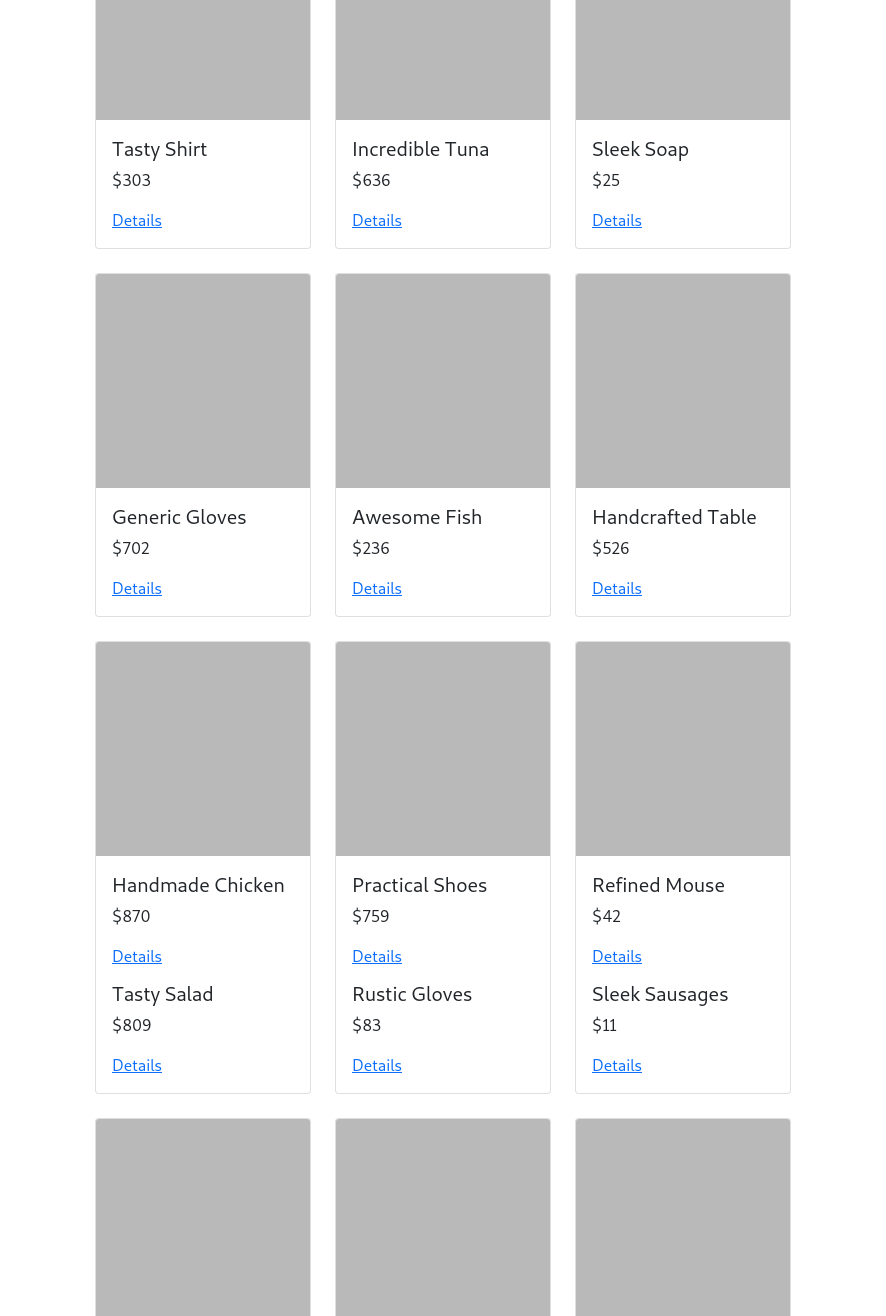 Tasty Shirt
$303
Details
Incredible Tuna
$636
Details
Sleek Soap
$25
Details
Generic Gloves
$702
Details
Awesome Fish
$236
Details
Handcrafted Table
$526
Details
Handmade Chicken
$870
Details
Tasty Salad
$809
Details
Practical Shoes
$759
Details
Rustic Gloves
$83
Details
Refined Mouse
$42
Details
Sleek Sausages
$11
Details